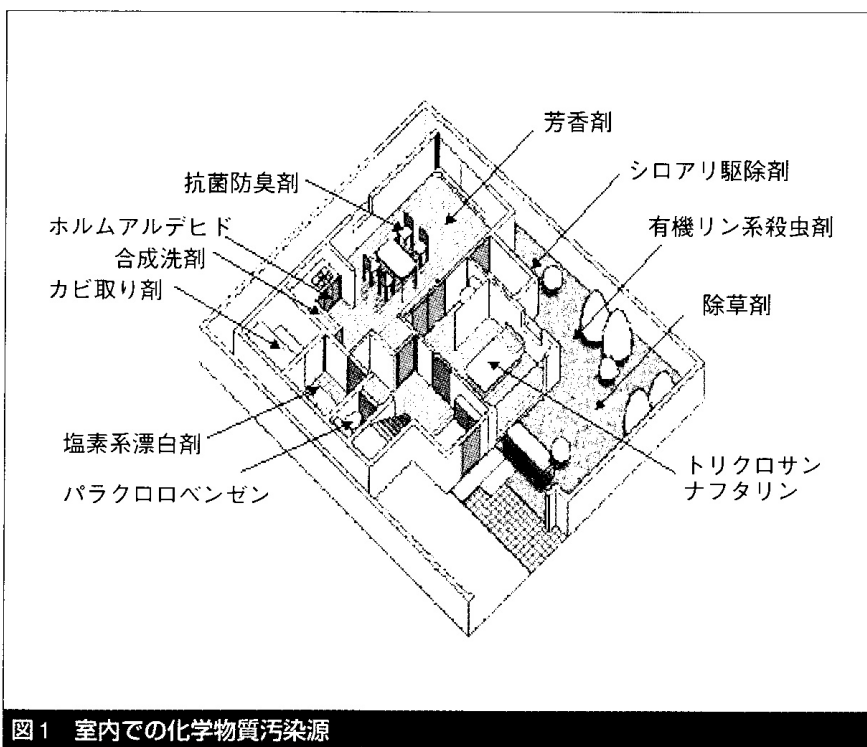 芳香剤
抗菌防臭剤
シロアリ駆除剤
ホルムアルデヒド
有機リン系殺虫剤
合成洗剤
カビ取り剤
除草剤
塩素系漂白剤
トリクロサン
ナフタリン
パラクロロベンゼン
図1 室内での化学物質汚染源